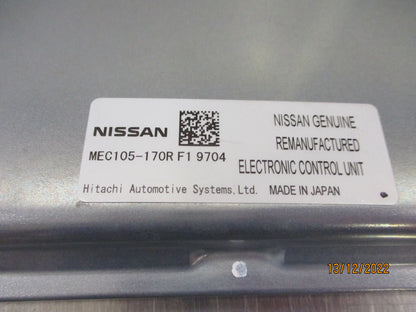 NISSAN
MEC105-170R F1 9704
Hitachi Automotive Systems,Ltd.
NISSAN GENUINE
REMANUFACTURED
ELECTRONIC CONTROL UNIT
MADE IN JAPAN
13/12/2022